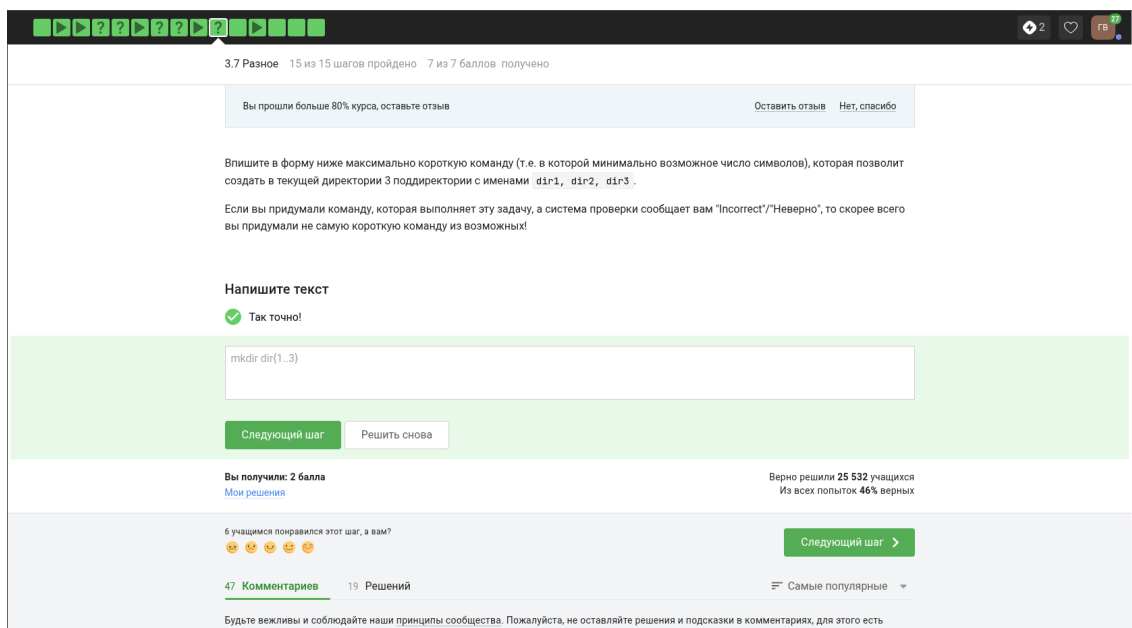 ? ? ? ? ?
2
ГВ
27
3.7 Разное 15 из 15 шагов пройдено 7 из 7 баллов получено
Вы прошли больше 80% курса, оставьте отзыв Оставить отзыв Нет, спасибо
Впишите в форму ниже максимально короткую команду (т.е. в которой минимально возможное число символов), которая позволит
создать в текущей директории 3 поддиректории с именами dir1, dir2, dir3 .
Если вы придумали команду, которая выполняет эту задачу, а система проверки сообщает вам "Incorrect"/"Неверно", то скорее всего
вы придумали не самую короткую команду из возможных!
Напишите текст
Так точно!
mkdir dir{1..3}
Следующий шаг Решить снова
Вы получили: 2 балла Верно решили 25 532 учащихся
Мои решения Из всех попыток 46% верных
6 учащимся понравился этот шаг, а вам?
Следующий шаг
47 Комментариев 19 Решений Самые популярные
Будьте вежливы и соблюдайте наши принципы сообщества. Пожалуйста, не оставляйте решения и подсказки в комментариях, для этого есть